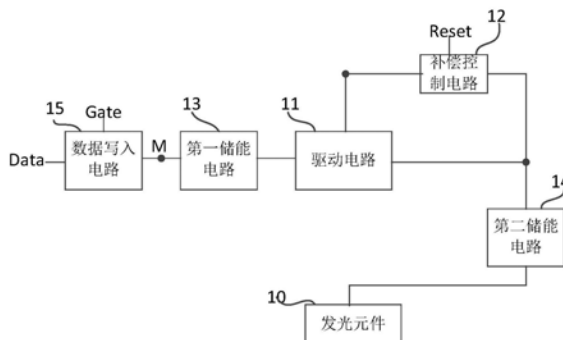 Reset
12
补偿控
制电路
15
Gate
13
11
Data
数据写入
电路
M
第一储能
电路
驱动电路
14
第二储能
电路
10
发光元件